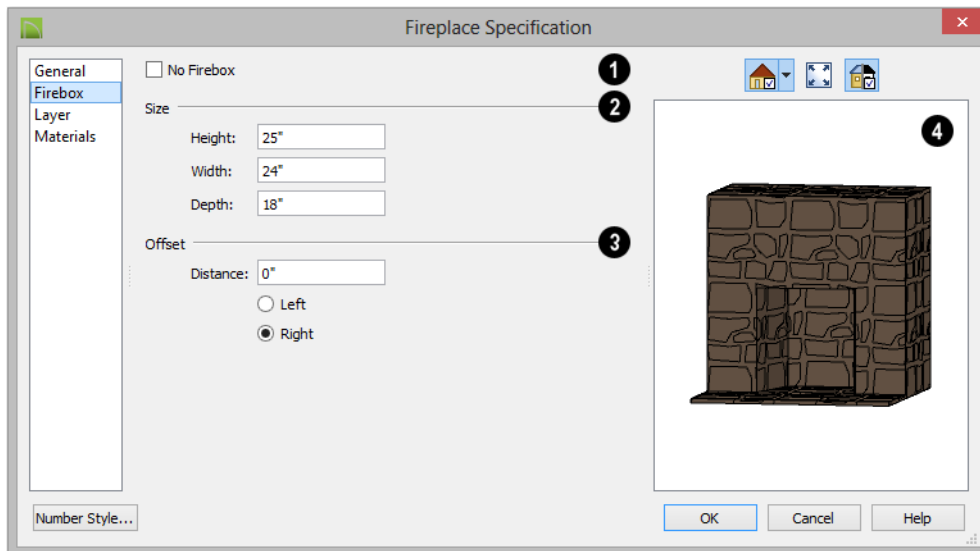 Fireplace Specification
General
Firebox
Layer
Materials
No Firebox
1
Size
2
Height: 25"
Width: 24"
Depth: 18"
Offset
3
Distance: 0"
Left
Right
4
Number Style...
OK
Cancel
Help